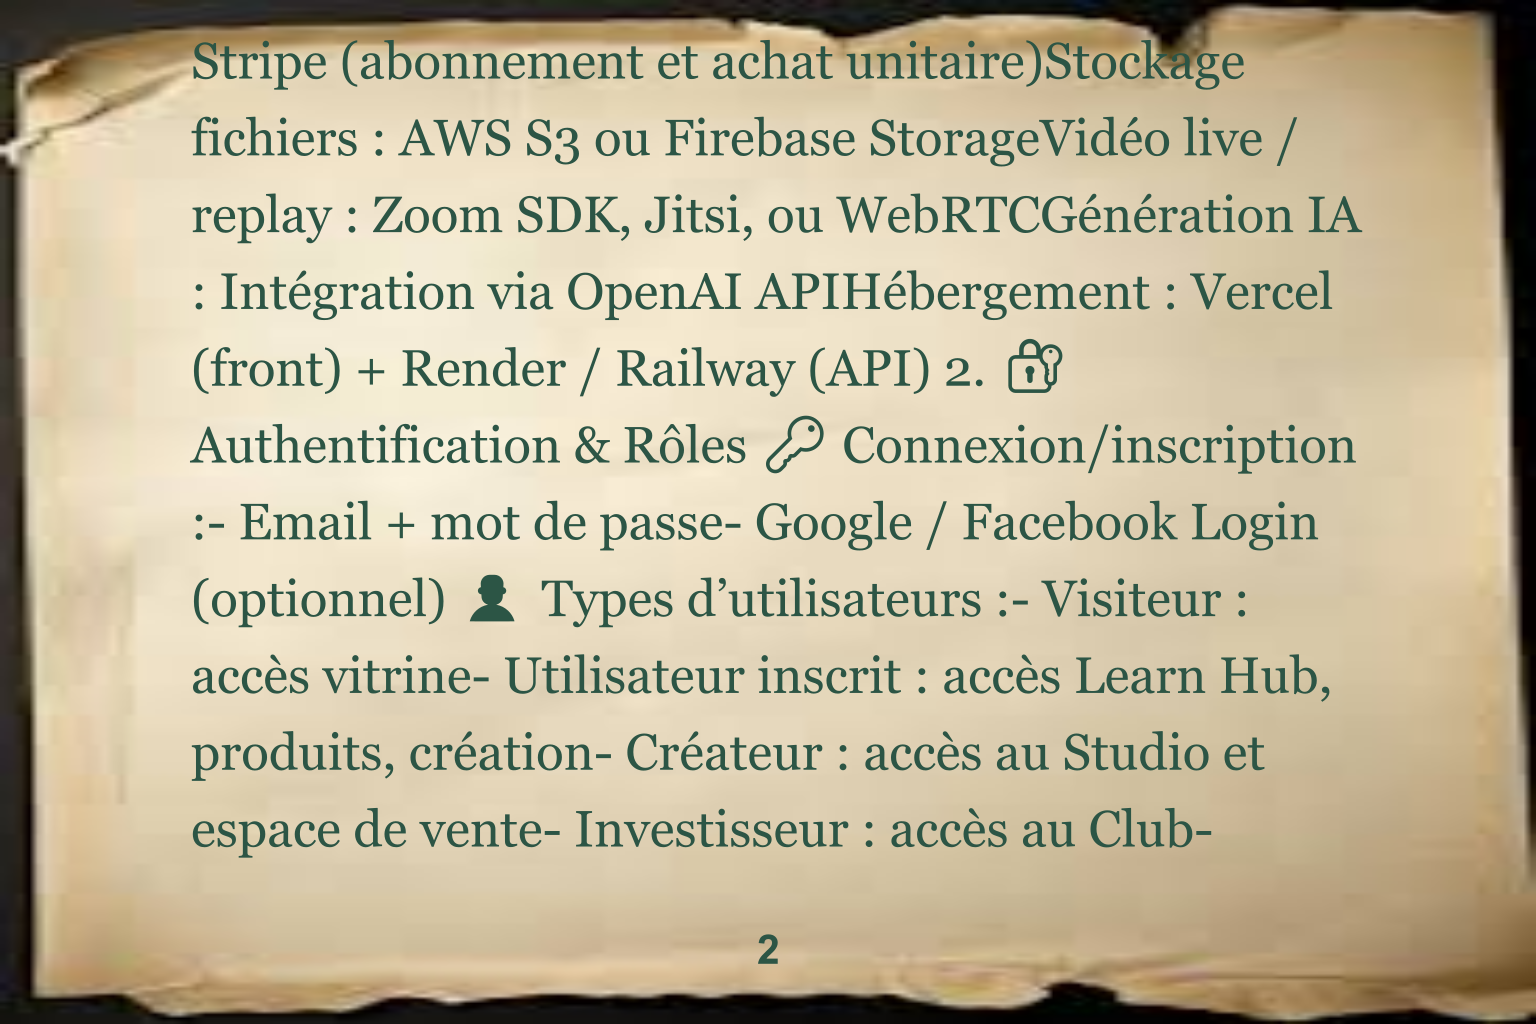 Stripe (abonnement et achat unitaire)Stockage
fichiers : AWS S3 ou Firebase StorageVidéo live /
replay : Zoom SDK, Jitsi, ou WebRTCGénération IA
: Intégration via OpenAI APIHébergement : Vercel
(front) + Render / Railway (API) 2. 🔐
Authentification & Rôles 🔑 Connexion/inscription
:- Email + mot de passe- Google / Facebook Login
(optionnel) 👤 Types d’utilisateurs :- Visiteur :
accès vitrine- Utilisateur inscrit : accès Learn Hub,
produits, création- Créateur : accès au Studio et
espace de vente- Investisseur : accès au Club-
2